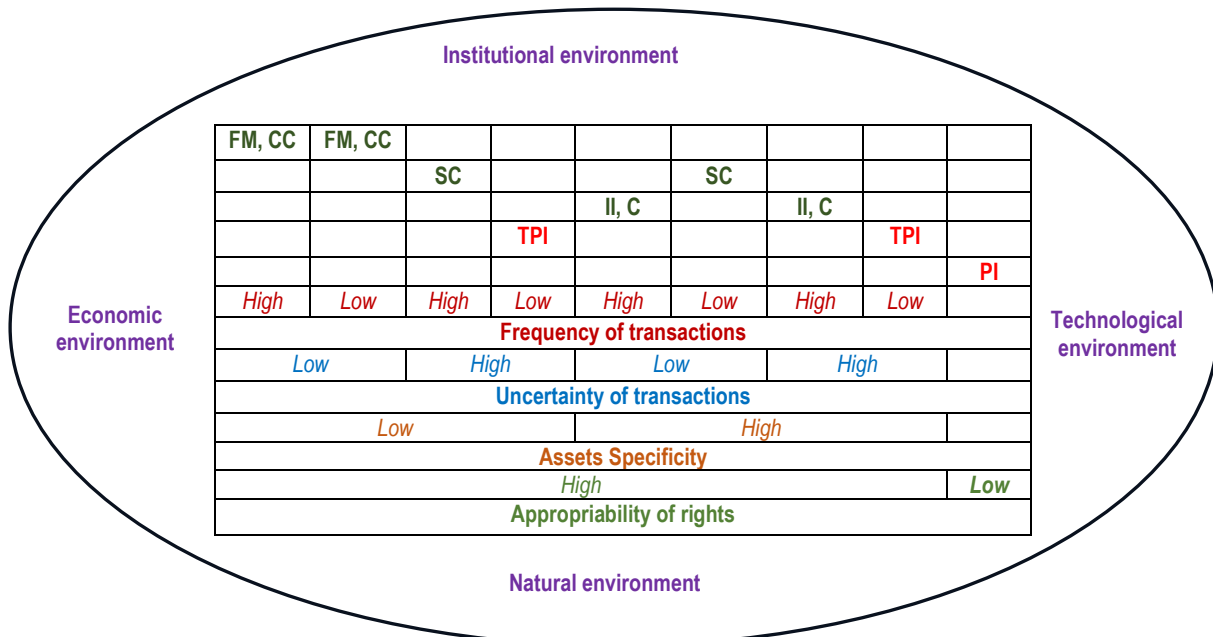 Institutional environment
FM, CC FM, CC
SC SC
II, C II, C
TPI TPI
PI
High Low High Low High Low High Low
Economic
environment
Technological
environment
Frequency of transactions
Low High Low High
Uncertainty of transactions
Low High
Assets Specificity
High Low
Appropriability of rights
Natural environment